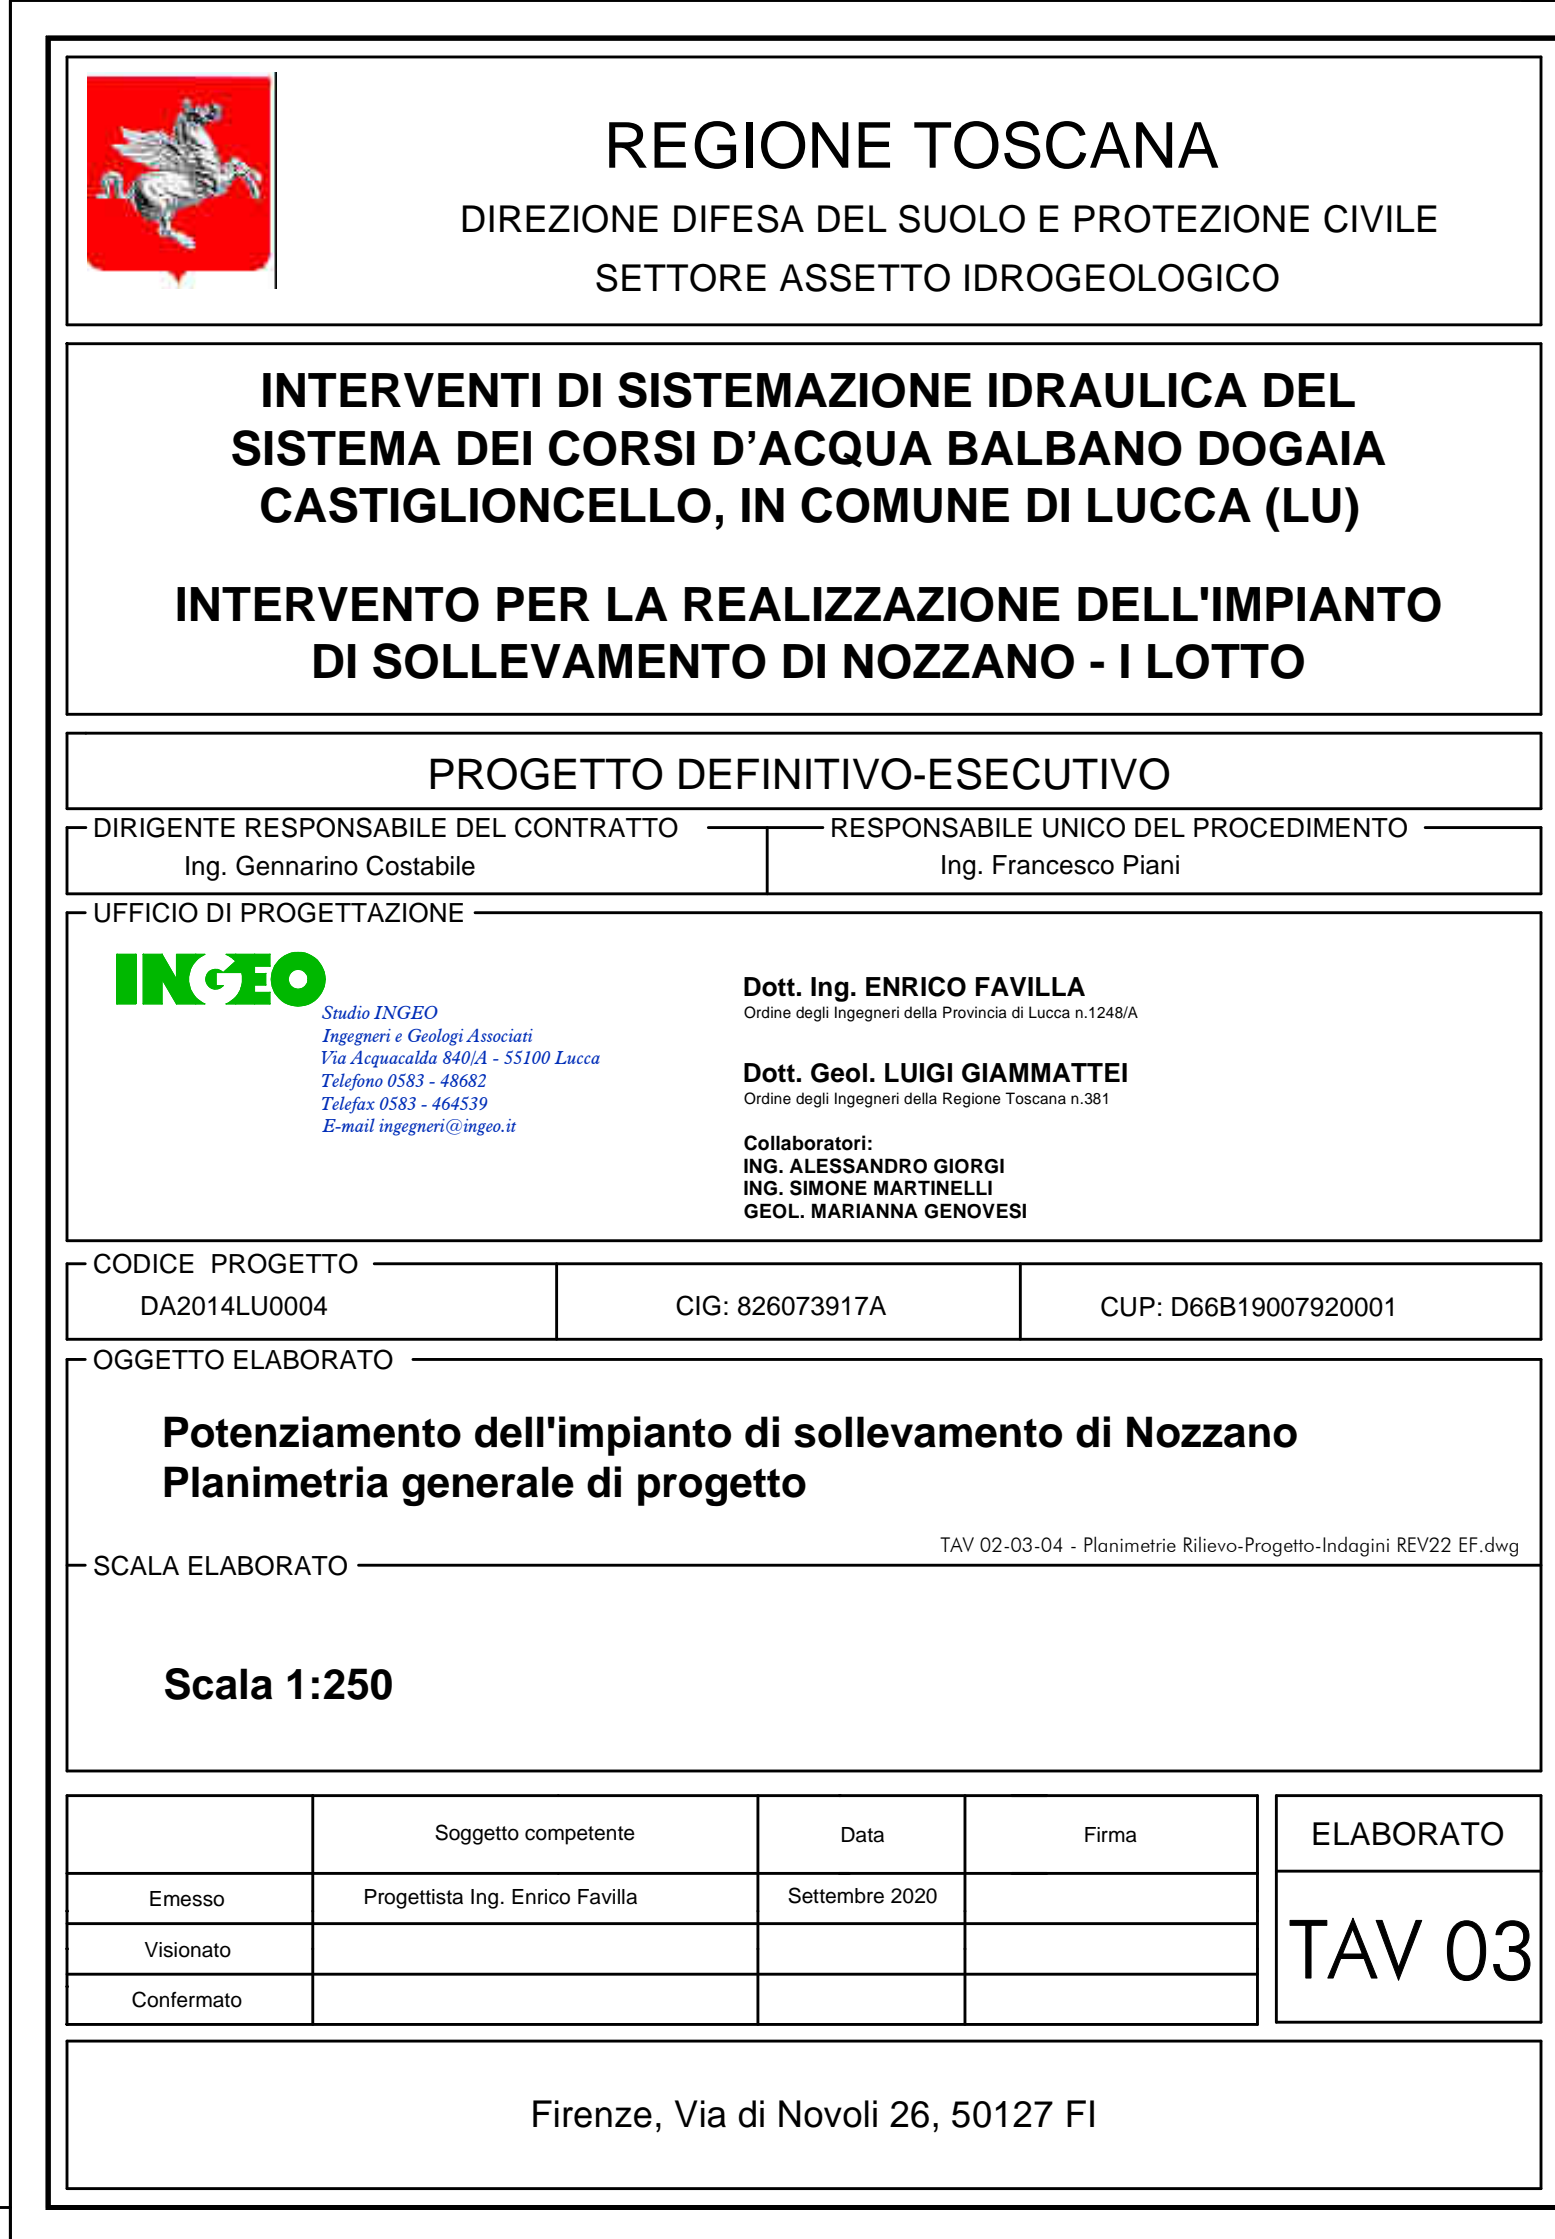 REGIONE TOSCANA
DIREZIONE DIFESA DEL SUOLO E PROTEZIONE CIVILE
SETTORE ASSETTO IDROGEOLOGICO
INTERVENTI DI SISTEMAZIONE IDRAULICA DEL
SISTEMA DEI CORSI D’ACQUA BALBANO DOGAIA
CASTIGLIONCELLO, IN COMUNE DI LUCCA (LU)
INTERVENTO PER LA REALIZZAZIONE DELL'IMPIANTO
DI SOLLEVAMENTO DI NOZZANO - I LOTTO
PROGETTO DEFINITIVO-ESECUTIVO
DIRIGENTE RESPONSABILE DEL CONTRATTO
Ing. Gennarino Costabile
RESPONSABILE UNICO DEL PROCEDIMENTO
Ing. Francesco Piani
UFFICIO DI PROGETTAZIONE
INGEO
Studio INGEO
Ingegneri e Geologi Associati
Via Acquacalda 840/A - 55100 Lucca
Telefono 0583 - 48682
Telefax 0583 - 464539
E-mail ingegneri@ingeo.it
Dott. Ing. ENRICO FAVILLA
Ordine degli Ingegneri della Provincia di Lucca n.1248/A
Dott. Geol. LUIGI GIAMMATTEI
Ordine degli Ingegneri della Regione Toscana n.381
Collaboratori:
ING. ALESSANDRO GIORGI
ING. SIMONE MARTINELLI
GEOL. MARIANNA GENOVESI
CODICE PROGETTO
DA2014LU0004
CIG: 826073917A
CUP: D66B19007920001
OGGETTO ELABORATO
Potenziamento dell'impianto di sollevamento di Nozzano
Planimetria generale di progetto
TAV 02-03-04 - Planimetrie Rilievo-Progetto-Indagini REV22 EF.dwg
SCALA ELABORATO
Scala 1:250
Soggetto competente
Data
Firma
Emesso
Progettista Ing. Enrico Favilla
Settembre 2020
Visionato
Confermato
ELABORATO
TAV 03
Firenze, Via di Novoli 26, 50127 FI